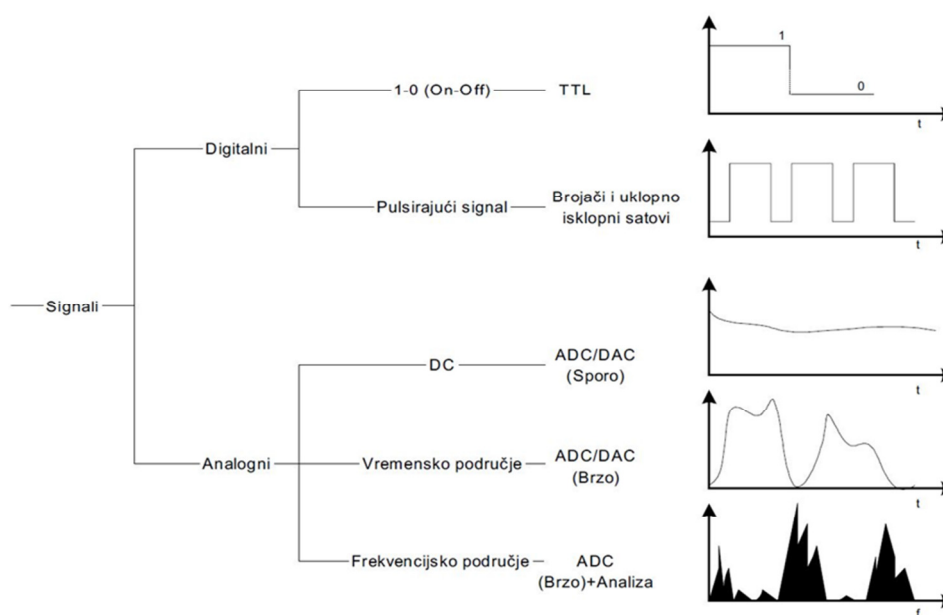 1
1-0 (On-Off)
TTL
0
t
Digitalni
Pulsirajući signal
Brojači i uklopno
isklopni satovi
t
Signali
DC
ADC/DAC
(Sporo)
t
Analogni
Vremensko područje
ADC/DAC
(Brzo)
t
Frekvencijsko područje
ADC
(Brzo)+Analiza
f